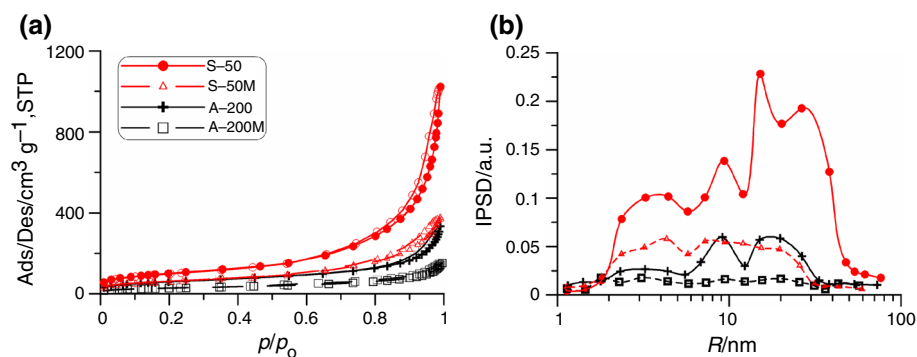 (a)
1200
800
400
200
0
Ads/Des/cm³ g⁻¹, STP
S–50
S–50M
A–200
A–200M
0 0.2 0.4 0.6 0.8 1
p/pₒ
(b)
0.25
0.2
0.15
0.1
0.05
0
IPSD/a.u.
1 10 100
R/nm